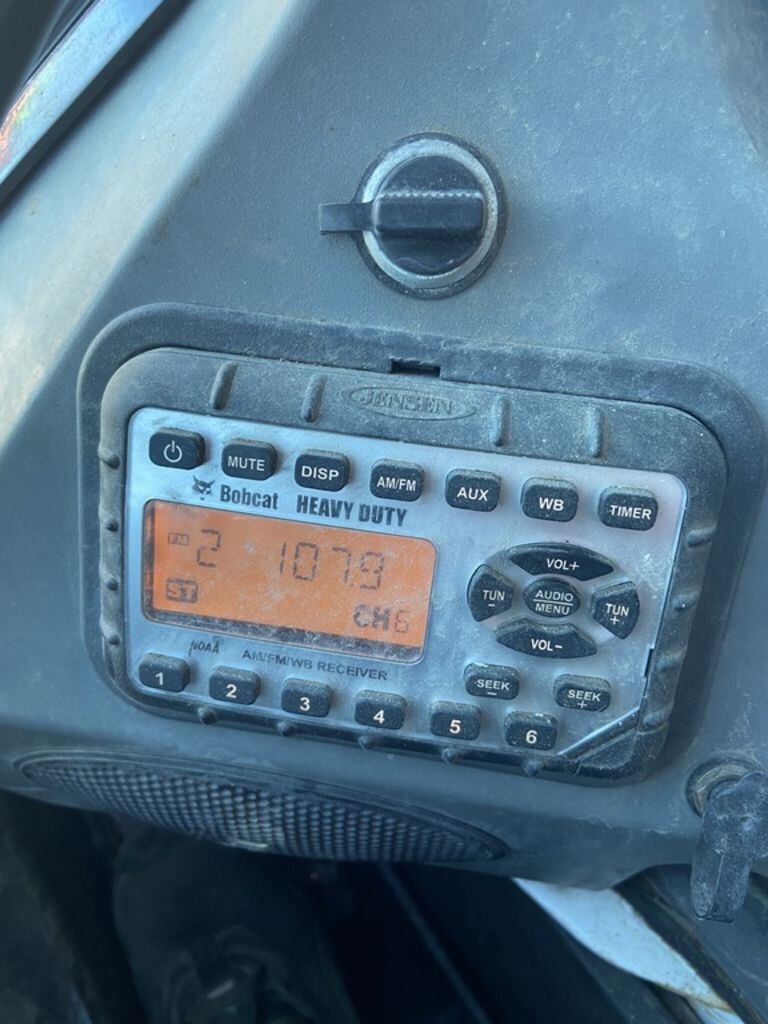 JENSEN
MUTE DISP AM/FM AUX WB TIMER
Bobcat HEAVY DUTY
FM 2 107.9
ST
CH6
VOL+
TUN - AUDIO MENU TUN +
VOL-
NOAA AM/FM/WB RECEIVER
SEEK - SEEK +
1 2 3 4 5 6